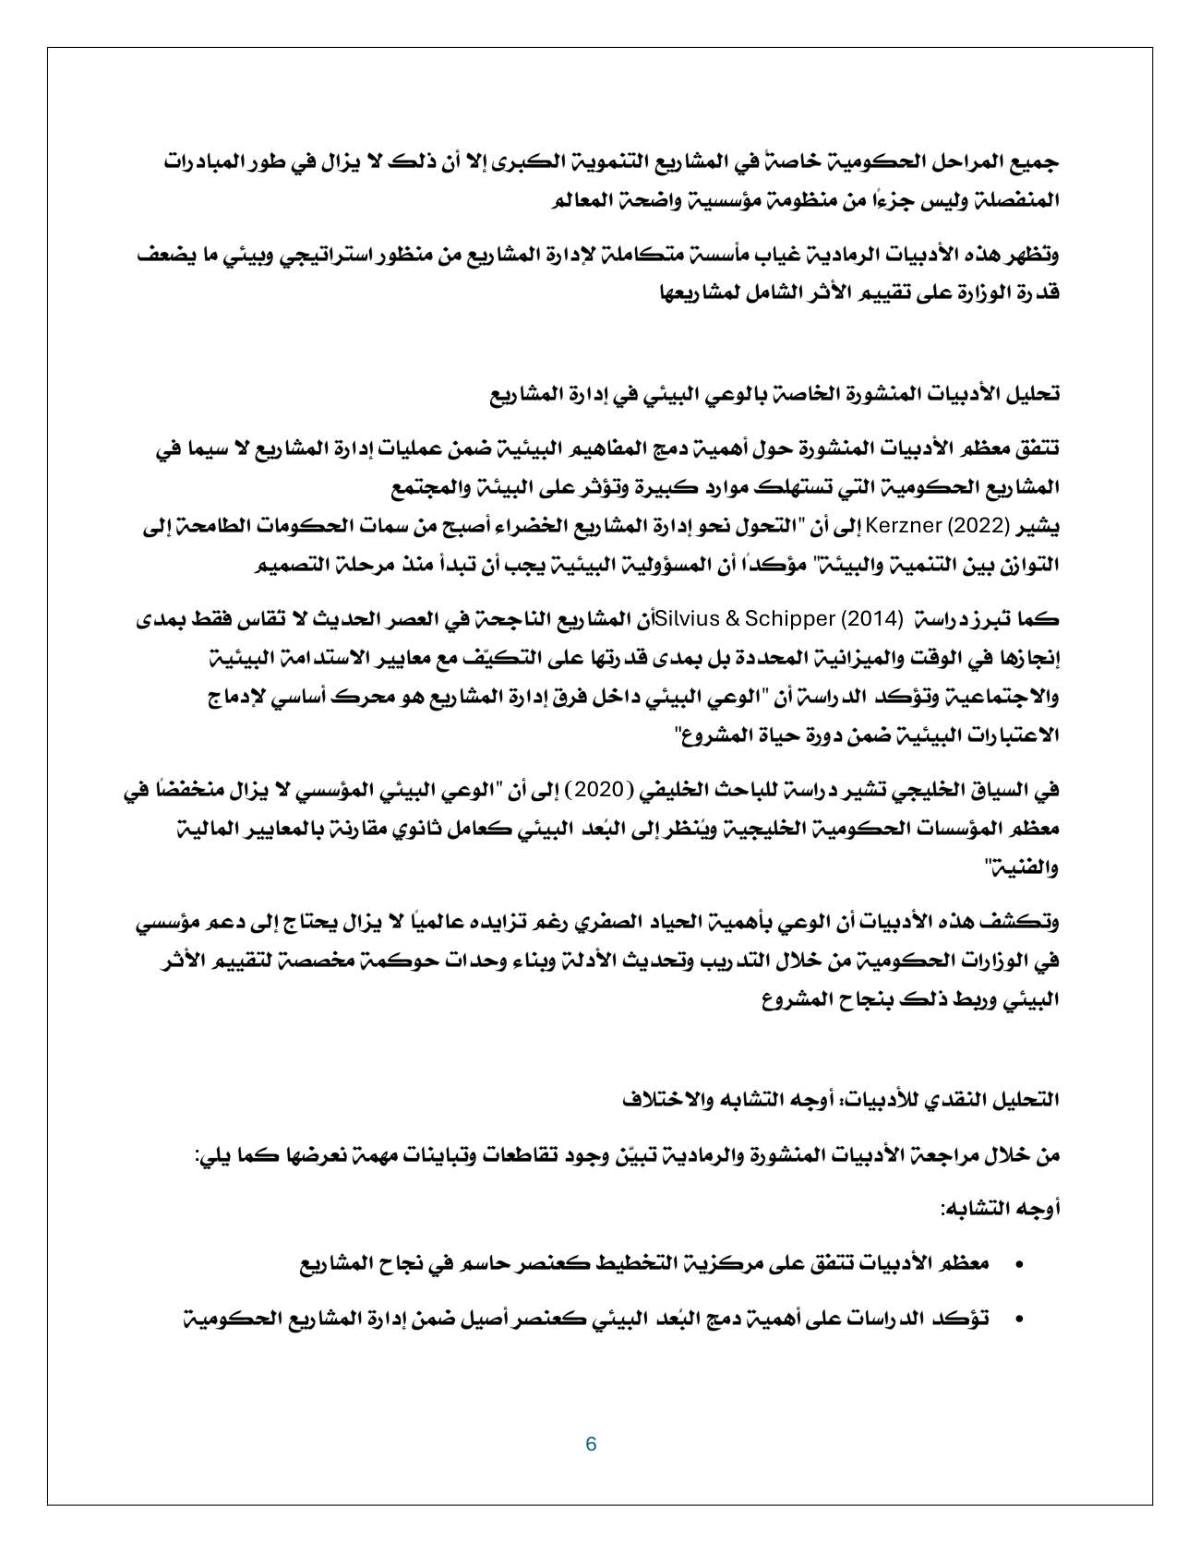 جميع المراحل الحكومية خاصةً في المشاريع التنموية الكبرى إلا أن ذلك لا يزال في طور المبادرات
المنفصلة وليس جزءًا من منظومة مؤسسية واضحة المعالم
وتظهر هذه الأدبيات الرمادية غياب مأسسة متكاملة لإدارة المشاريع من منظور استراتيجي وبيئي ما يضعف
قدرة الوزارة على تقييم الأثر الشامل لمشاريعها
تحليل الأدبيات المنشورة الخاصة بالوعي البيئي في إدارة المشاريع
تتفق معظم الأدبيات المنشورة حول أهمية دمج المفاهيم البيئية ضمن عمليات إدارة المشاريع لا سيما في
المشاريع الحكومية التي تستهلك موارد كبيرة وتؤثر على البيئة والمجتمع
يشير Kerzner (2022) إلى أن "التحول نحو إدارة المشاريع الخضراء أصبح من سمات الحكومات الطامحة إلى
التوازن بين التنمية والبيئة" مؤكدًا أن المسؤولية البيئية يجب أن تبدأ منذ مرحلة التصميم
كما تُبرز دراسة Silvius & Schipper (2014) أن المشاريع الناجحة في العصر الحديث لا تُقاس فقط بمدى
إنجازها في الوقت والميزانية المحددة بل بمدى قدرتها على التكيّف مع معايير الاستدامة البيئية
والاجتماعية وتؤكد الدراسة أن "الوعي البيئي داخل فرق إدارة المشاريع هو محرك أساسي لإدماج
الاعتبارات البيئية ضمن دورة حياة المشروع"
في السياق الخليجي تشير دراسة للباحث الخليفي (2020) إلى أن "الوعي البيئي المؤسسي لا يزال منخفضًا في
معظم المؤسسات الحكومية الخليجية ويُنظر إلى البُعد البيئي كعامل ثانوي مقارنة بالمعايير المالية
والفنية"
وتكشف هذه الأدبيات أن الوعي بأهمية الحياد الصفري رغم تزايده عالميًا لا يزال يحتاج إلى دعم مؤسسي
في الوزارات الحكومية من خلال التدريب وتحديث الأدلة وبناء وحدات حوكمة مخصصة لتقييم الأثر
البيئي وربط ذلك بنجاح المشروع
التحليل النقدي للأدبيات: أوجه التشابه والاختلاف
من خلال مراجعة الأدبيات المنشورة والرمادية تبيّن وجود تقاطعات وتباينات مهمة نعرضها كما يلي:
أوجه التشابه:
• معظم الأدبيات تتفق على مركزية التخطيط كعنصر حاسم في نجاح المشاريع
• تؤكد الدراسات على أهمية دمج البُعد البيئي كعنصر أصيل ضمن إدارة المشاريع الحكومية
6